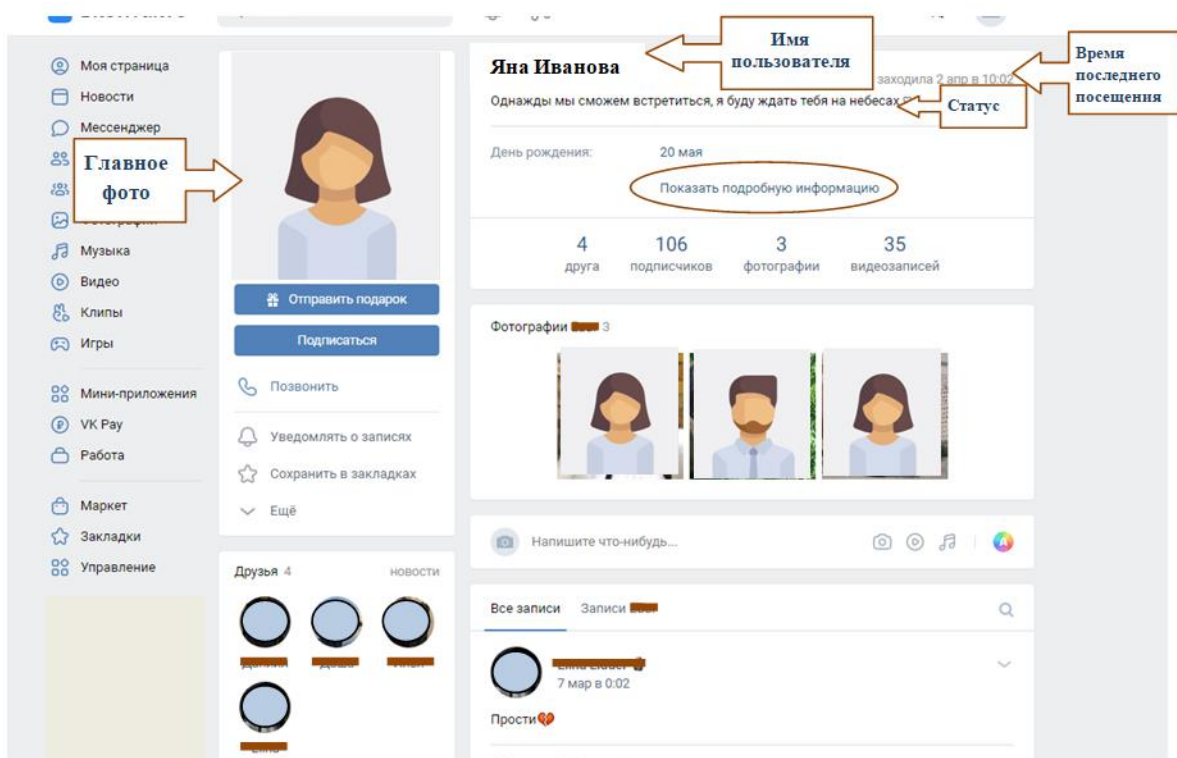 Имя
пользователя
Время
последнего
посещения
Моя страница
Новости
Мессенджер
Главное
фото
Музыка
Видео
Клипы
Игры
Мини-приложения
VK Pay
Работа
Маркет
Закладки
Управление
Отправить подарок
Подписаться
Позвонить
Уведомлять о записях
Сохранить в закладках
Ещё
Друзья 4 новости
Яна Иванова
заходила 2 апр в 10:02
Однажды мы сможем встретиться, я буду ждать тебя на небесах
Статус
День рождения: 20 мая
Показать подробную информацию
4 106 3 35
друга подписчиков фотографии видеозаписей
Фотографии 3
Напишите что-нибудь...
Все записи Записи
7 мар в 0:02
Прости💔